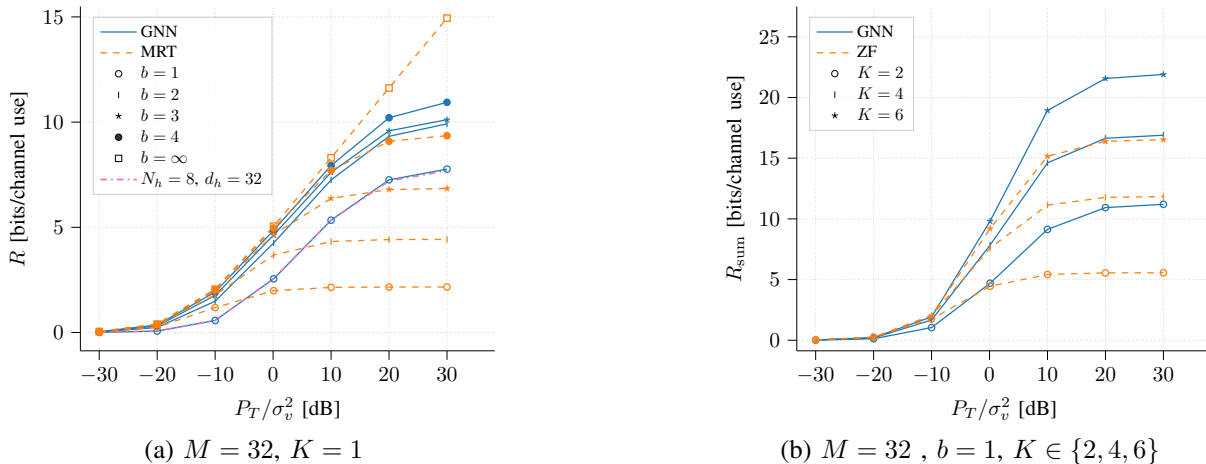 15
10
5
0
R [bits/channel use]
GNN
MRT
b = 1
b = 2
b = 3
b = 4
b = ∞
N_h = 8, d_h = 32
−30 −20 −10 0 10 20 30
P_T/σ_v^2 [dB]
(a) M = 32, K = 1
25
20
15
10
5
0
R_sum [bits/channel use]
GNN
ZF
K = 2
K = 4
K = 6
−30 −20 −10 0 10 20 30
P_T/σ_v^2 [dB]
(b) M = 32 , b = 1, K ∈ {2, 4, 6}